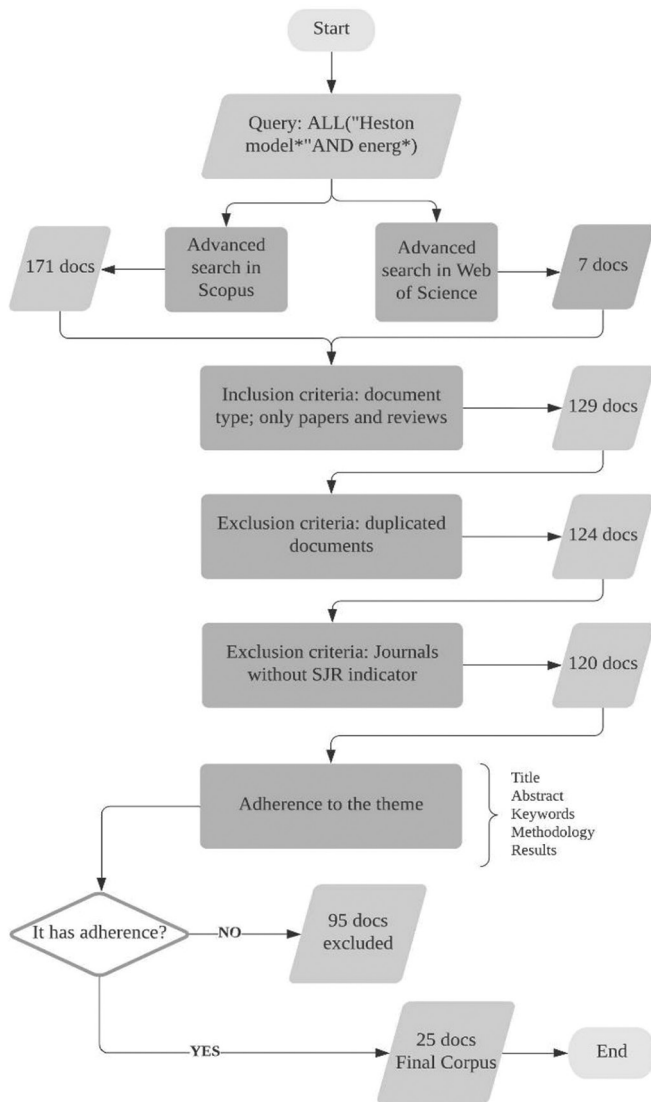 Start
Query: ALL("Heston
model*"AND energ*)
171 docs
Advanced
search in
Scopus
Advanced
search in Web
of Science
7 docs
Inclusion criteria: document
type; only papers and reviews
129 docs
Exclusion criteria: duplicated
documents
124 docs
Exclusion criteria: Journals
without SJR indicator
120 docs
Adherence to the theme
Title
Abstract
Keywords
Methodology
Results
It has adherence?
NO
95 docs
excluded
YES
25 docs
Final Corpus
End